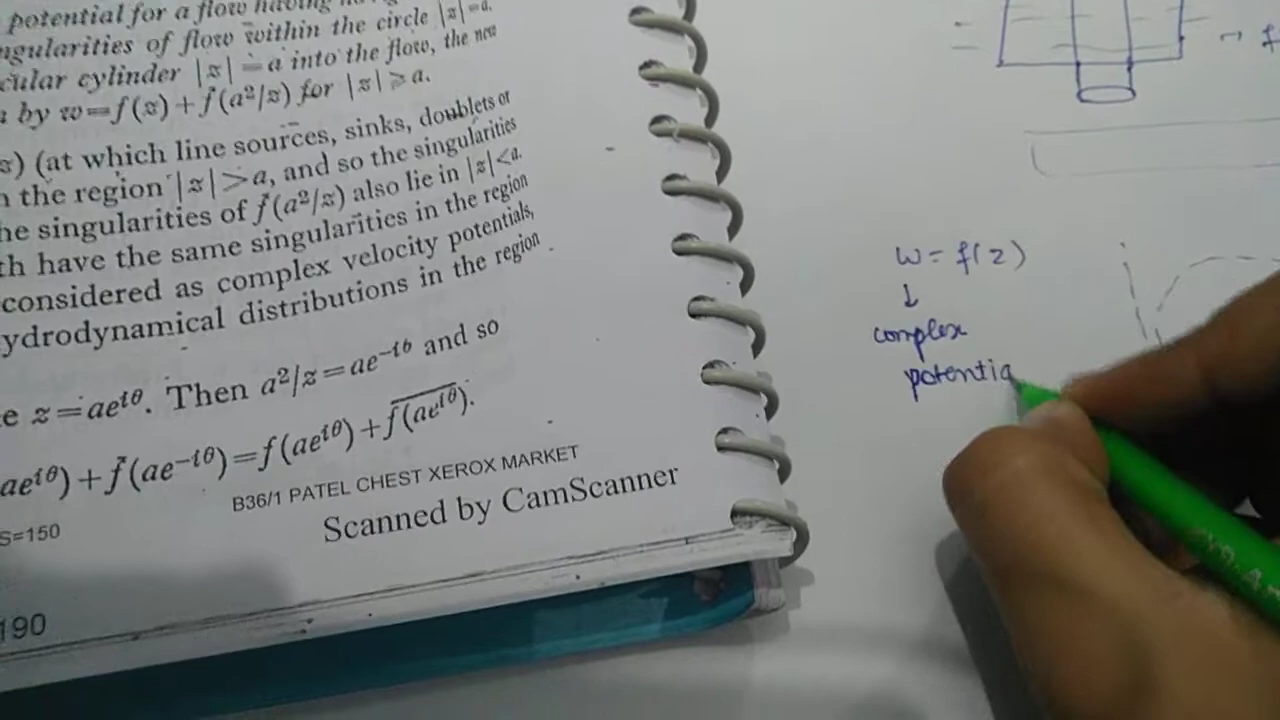 potential for a flow having
singularities of flow within the circle |z|=a.
cular cylinder |z|=a into the flow, the new
by w=f(z)+f̄(a²/z) for |z|⩾a.
z) (at which line sources, sinks, doublets or
the region |z|>a, and so the singularities
he singularities of f̄(a²/z) also lie in |z|<a.
th have the same singularities in the region
considered as complex velocity potentials,
ydrodynamical distributions in the region
e z=ae^{iθ}. Then a²/z=ae^{-iθ} and so
ae^{iθ})+f̄(ae^{-iθ})=f(ae^{iθ})+\overline{f(ae^{iθ})}.
B36/1 PATEL CHEST XEROX MARKET
S=150
Scanned by CamScanner
190
→ f
w = f(z)
↓
complex
potentia